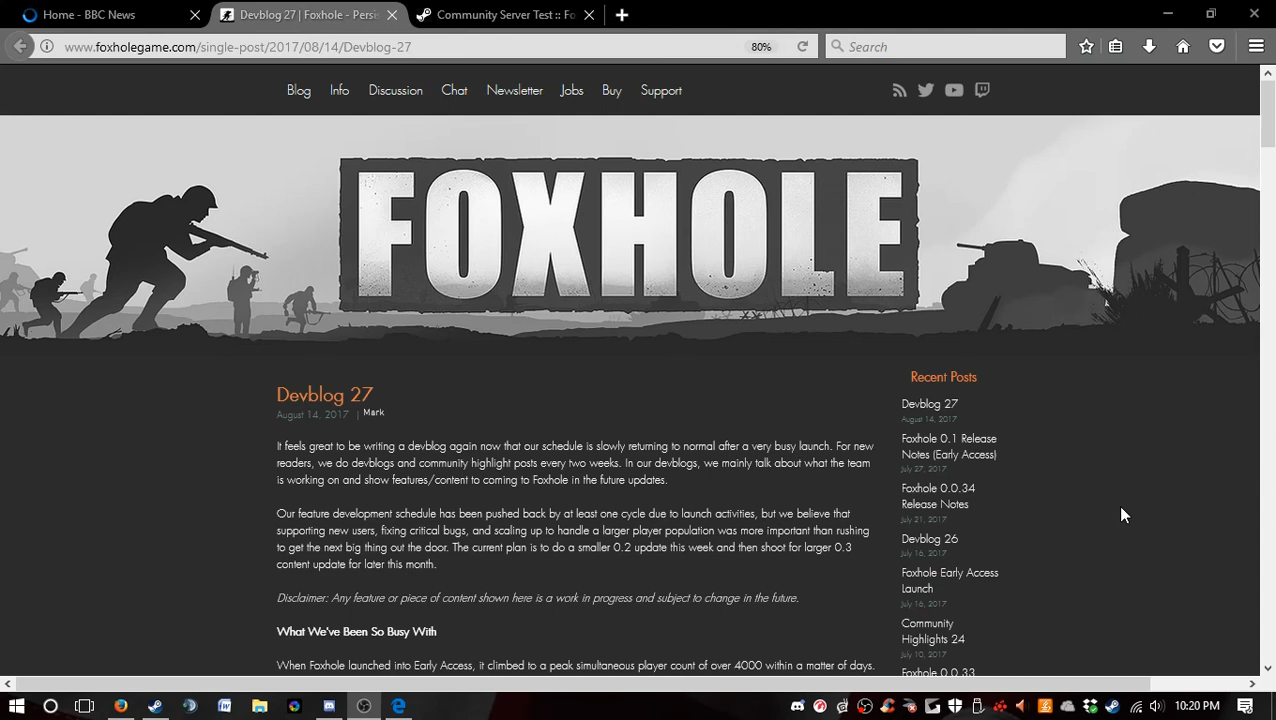 Home - BBC News
Devblog 27 | Foxhole - Persis
Community Server Test :: Fo
www.foxholegame.com/single-post/2017/08/14/Devblog-27
80%
Search
Blog Info Discussion Chat Newsletter Jobs Buy Support
FOXHOLE
Devblog 27
August 14, 2017 | Mark
It feels great to be writing a devblog again now that our schedule is slowly returning to normal after a very busy launch. For new
readers, we do devblogs and community highlight posts every two weeks. In our devblogs, we mainly talk about what the team
is working on and show features/content to coming to Foxhole in the future updates.
Our feature development schedule has been pushed back by at least one cycle due to launch activities, but we believe that
supporting new users, fixing critical bugs, and scaling up to handle a larger player population was more important than rushing
to get the next big thing out the door. The current plan is to do a smaller 0.2 update this week and then shoot for larger 0.3
content update for later this month.
Disclaimer: Any feature or piece of content shown here is a work in progress and subject to change in the future.
What We've Been So Busy With
When Foxhole launched into Early Access, it climbed to a peak simultaneous player count of over 4000 within a matter of days.
Recent Posts
Devblog 27
August 14, 2017
Foxhole 0.1 Release
Notes (Early Access)
July 27, 2017
Foxhole 0.0.34
Release Notes
July 21, 2017
Devblog 26
July 16, 2017
Foxhole Early Access
Launch
July 16, 2017
Community
Highlights 24
July 10, 2017
Foxhole 0.0.33
10:20 PM